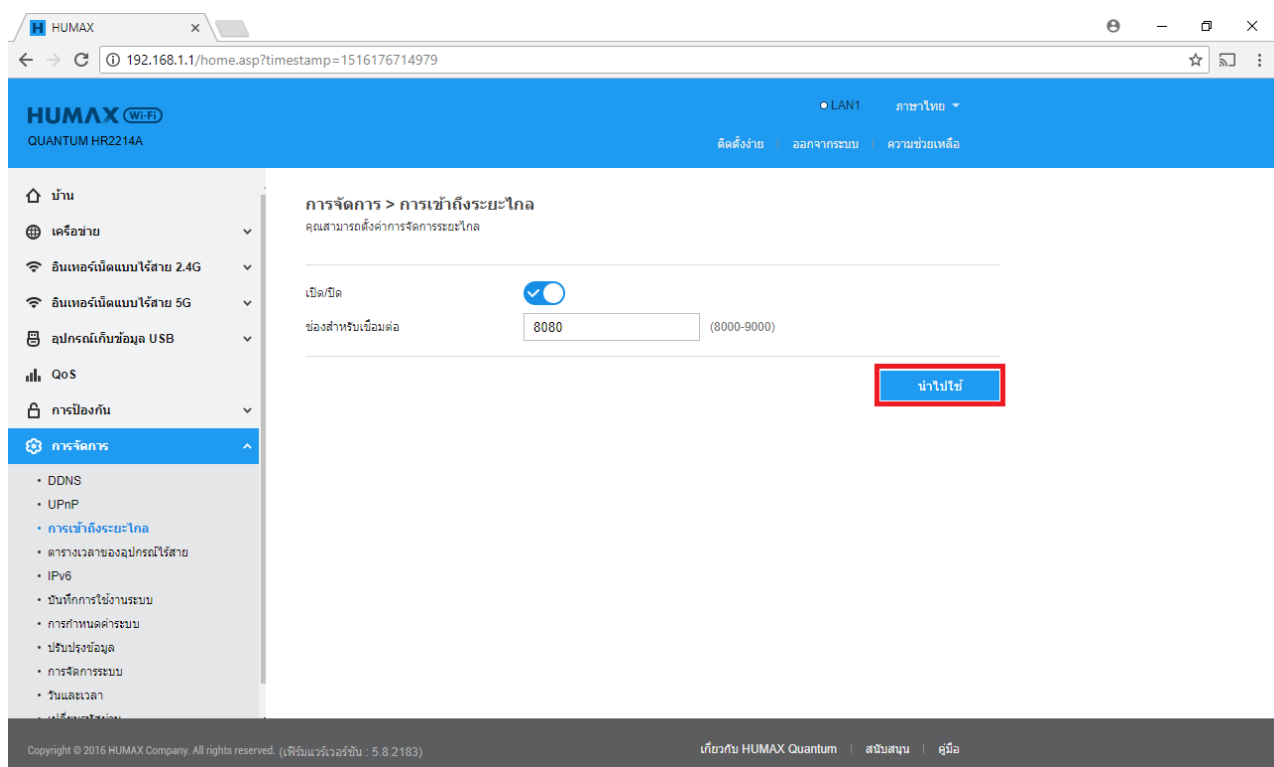 HUMAX
192.168.1.1/home.asp?timestamp=1516176714979
HUMAX Wi-Fi
QUANTUM HR2214A
LAN1 ภาษาไทย
ติดตั้งง่าย ออกจากระบบ ความช่วยเหลือ
บ้าน
เครือข่าย
อินเทอร์เน็ตแบบไร้สาย 2.4G
อินเทอร์เน็ตแบบไร้สาย 5G
อุปกรณ์เก็บข้อมูล USB
QoS
การป้องกัน
การจัดการ
• DDNS
• UPnP
• การเข้าถึงระยะไกล
• ตารางเวลาของอุปกรณ์ไร้สาย
• IPv6
• บันทึกการใช้งานระบบ
• การกำหนดค่าระบบ
• ปรับปรุงข้อมูล
• การจัดการระบบ
• วันและเวลา
การจัดการ > การเข้าถึงระยะไกล
คุณสามารถตั้งค่าการจัดการระยะไกล
เปิด/ปิด
ช่องสำหรับเชื่อมต่อ 8080 (8000-9000)
นำไปใช้
Copyright © 2016 HUMAX Company. All rights reserved. (เฟิร์มแวร์เวอร์ชัน : 5.8.2183)
เกี่ยวกับ HUMAX Quantum สนับสนุน คู่มือ